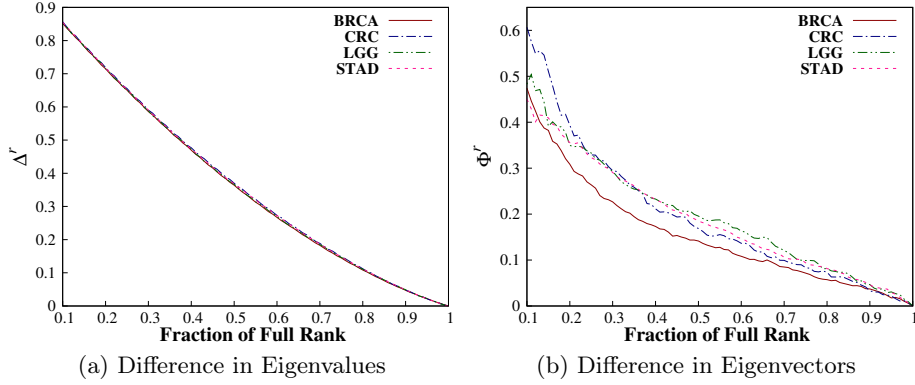 0.9
0.8
0.7
0.6
0.5
0.4
0.3
0.2
0.1
0
Δ^r
BRCA
CRC
LGG
STAD
0.1 0.2 0.3 0.4 0.5 0.6 0.7 0.8 0.9 1
Fraction of Full Rank
(a) Difference in Eigenvalues
0.6
0.5
0.4
0.3
0.2
0.1
0
Φ^r
BRCA
CRC
LGG
STAD
0.1 0.2 0.3 0.4 0.5 0.6 0.7 0.8 0.9 1
Fraction of Full Rank
(b) Difference in Eigenvectors